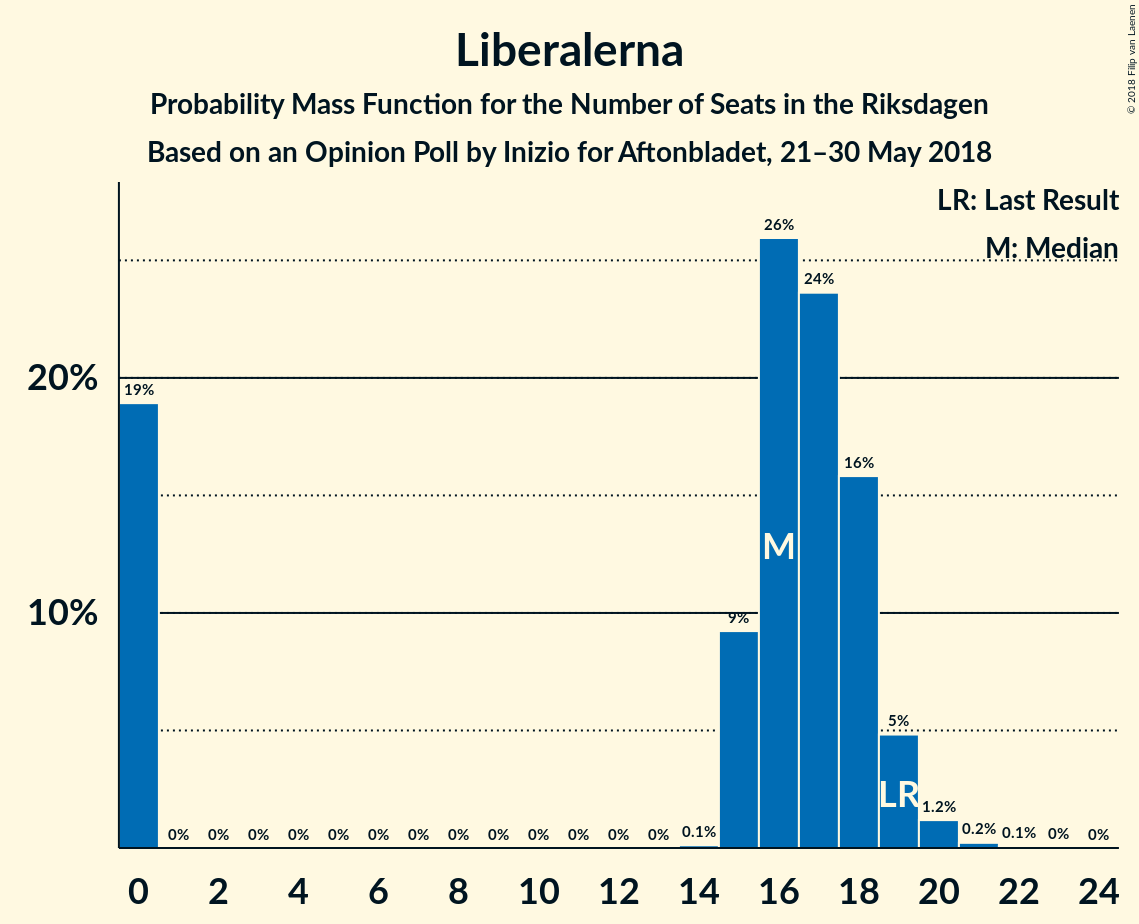 Liberalerna
Probability Mass Function for the Number of Seats in the Riksdagen
Based on an Opinion Poll by Inizio for Aftonbladet, 21–30 May 2018
© 2018 Filip van Laenen
LR: Last Result
M: Median
26%
24%
20%
19%
16%
M
10%
9%
5%
LR
1.2%
0% 0% 0% 0% 0% 0% 0% 0% 0% 0% 0% 0% 0% 0.1% 0.2% 0.1% 0% 0%
0 2 4 6 8 10 12 14 16 18 20 22 24